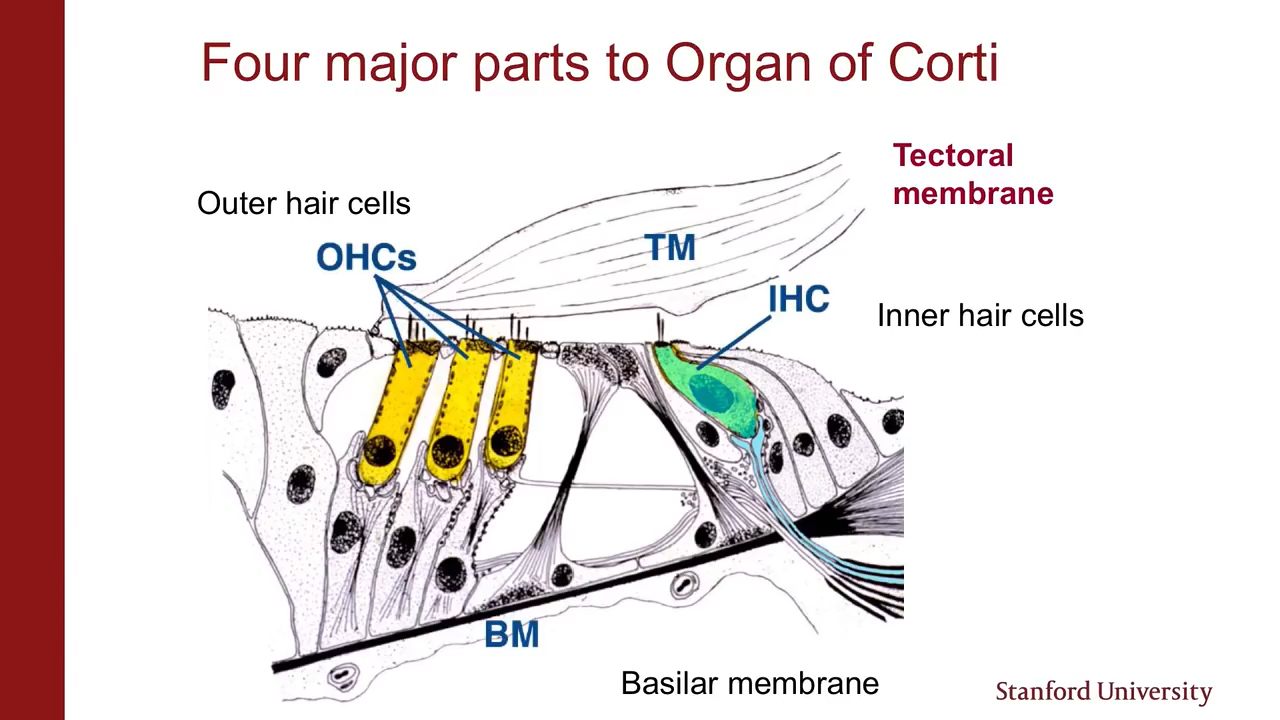 Four major parts to Organ of Corti
Tectoral
membrane
Outer hair cells
OHCs
TM
IHC
Inner hair cells
BM
Basilar membrane
Stanford University